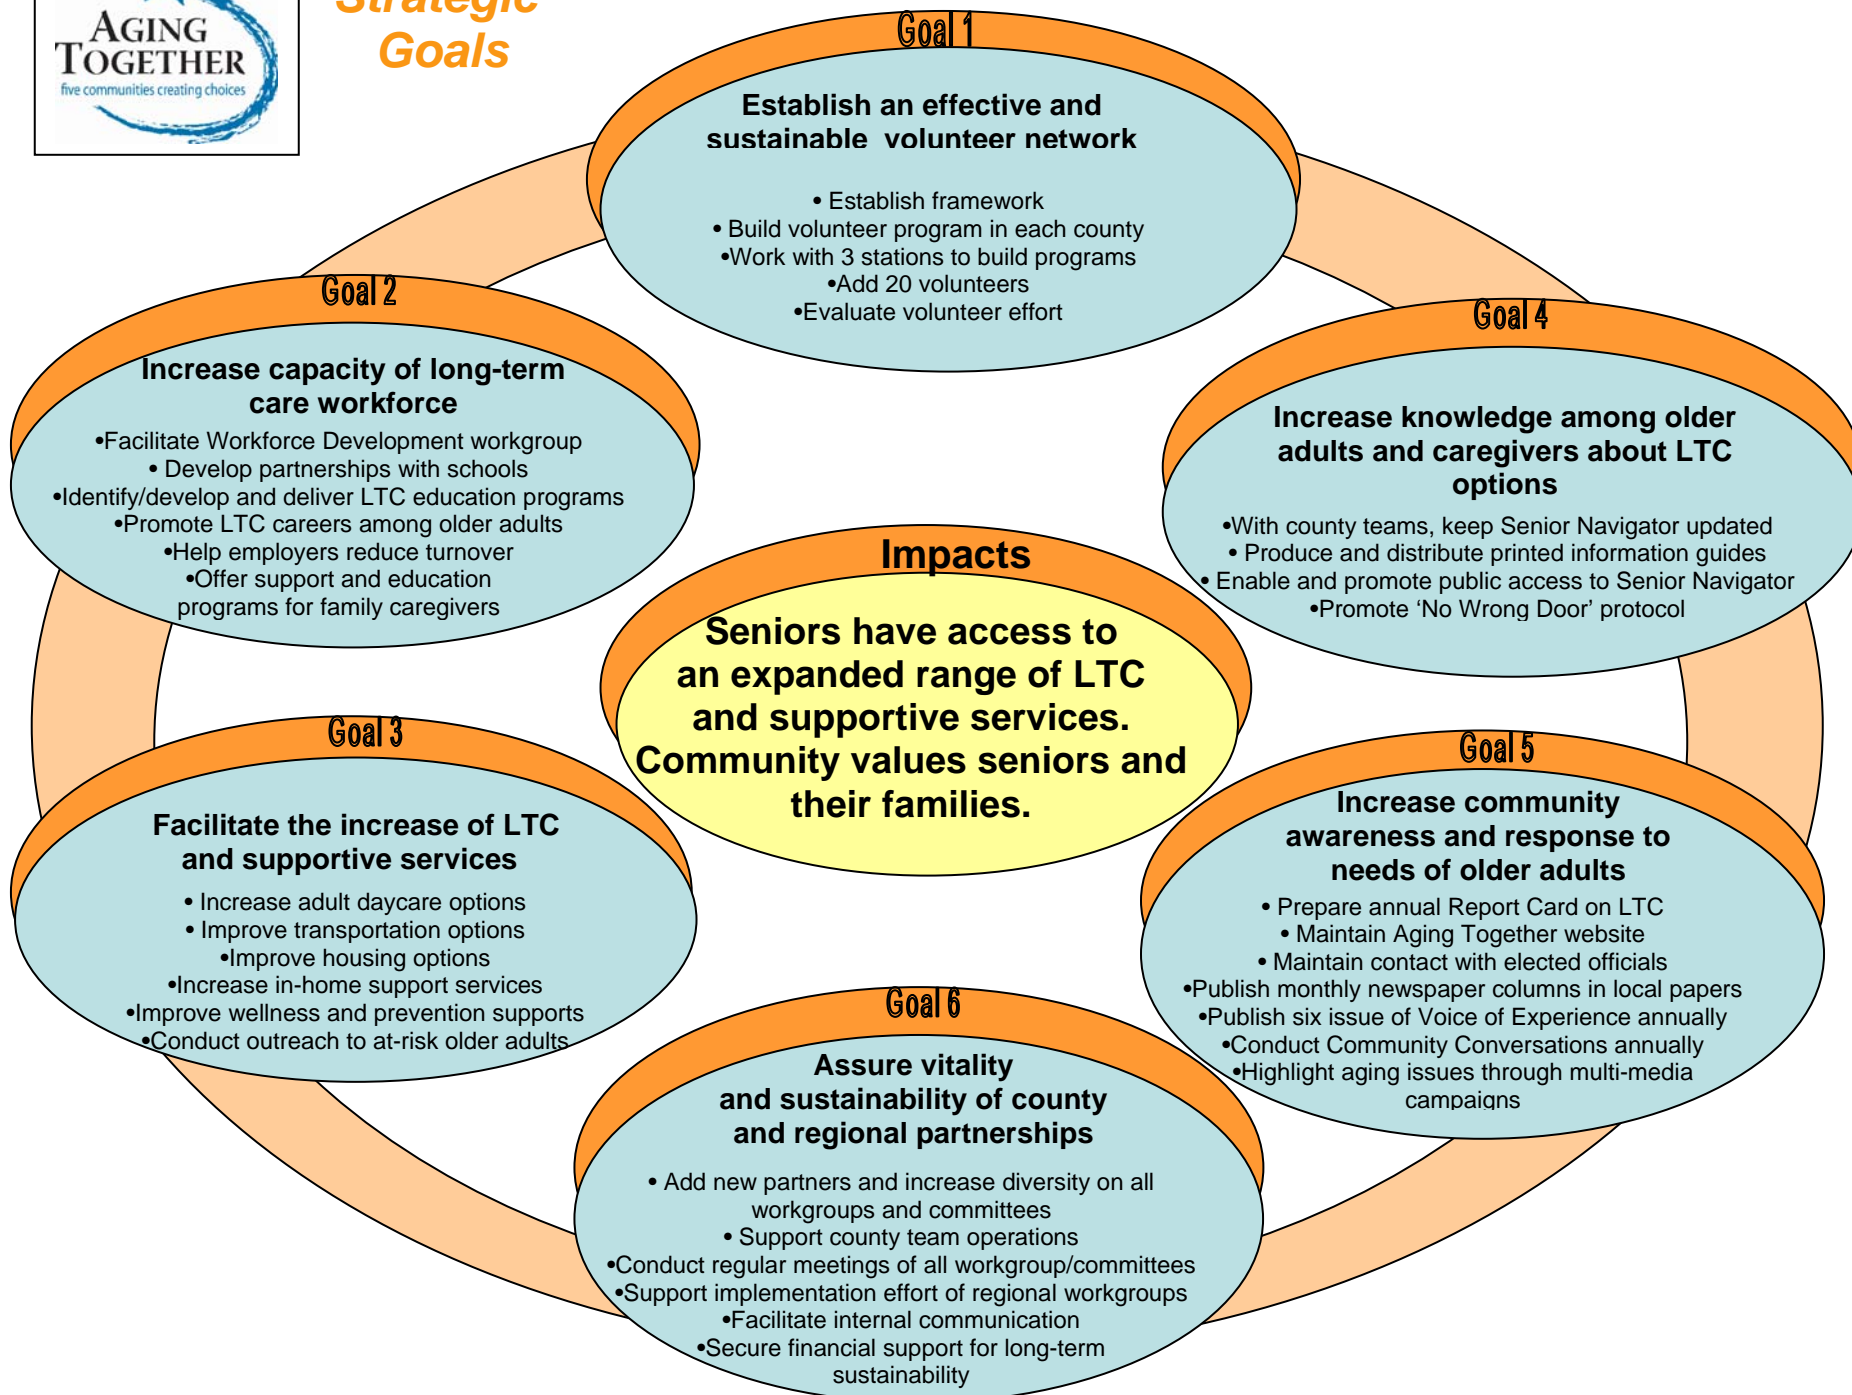 AGING
TOGETHER
five communities creating choices
Strategic
Goals
Goal 1
Establish an effective and
sustainable volunteer network
• Establish framework
• Build volunteer program in each county
•Work with 3 stations to build programs
•Add 20 volunteers
•Evaluate volunteer effort
Goal 2
Increase capacity of long-term
care workforce
•Facilitate Workforce Development workgroup
• Develop partnerships with schools
•Identify/develop and deliver LTC education programs
•Promote LTC careers among older adults
•Help employers reduce turnover
•Offer support and education
programs for family caregivers
Goal 4
Increase knowledge among older
adults and caregivers about LTC
options
•With county teams, keep Senior Navigator updated
• Produce and distribute printed information guides
• Enable and promote public access to Senior Navigator
•Promote ‘No Wrong Door’ protocol
Impacts
Seniors have access to
an expanded range of LTC
and supportive services.
Community values seniors and
their families.
Goal 3
Facilitate the increase of LTC
and supportive services
• Increase adult daycare options
• Improve transportation options
•Improve housing options
•Increase in-home support services
•Improve wellness and prevention supports
•Conduct outreach to at-risk older adults
Goal 5
Increase community
awareness and response to
needs of older adults
• Prepare annual Report Card on LTC
• Maintain Aging Together website
• Maintain contact with elected officials
•Publish monthly newspaper columns in local papers
•Publish six issue of Voice of Experience annually
•Conduct Community Conversations annually
•Highlight aging issues through multi-media
campaigns
Goal 6
Assure vitality
and sustainability of county
and regional partnerships
• Add new partners and increase diversity on all
workgroups and committees
• Support county team operations
•Conduct regular meetings of all workgroup/committees
•Support implementation effort of regional workgroups
•Facilitate internal communication
•Secure financial support for long-term
sustainability